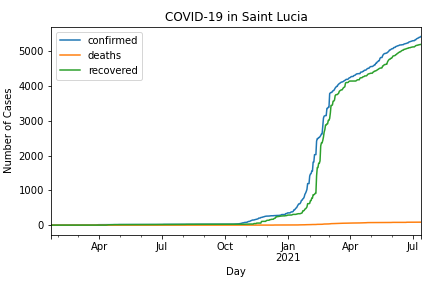 COVID-19 in Saint Lucia
confirmed
deaths
recovered
Number of Cases
5000
4000
3000
2000
1000
0
Apr
Jul
Oct
Jan
2021
Apr
Jul
Day